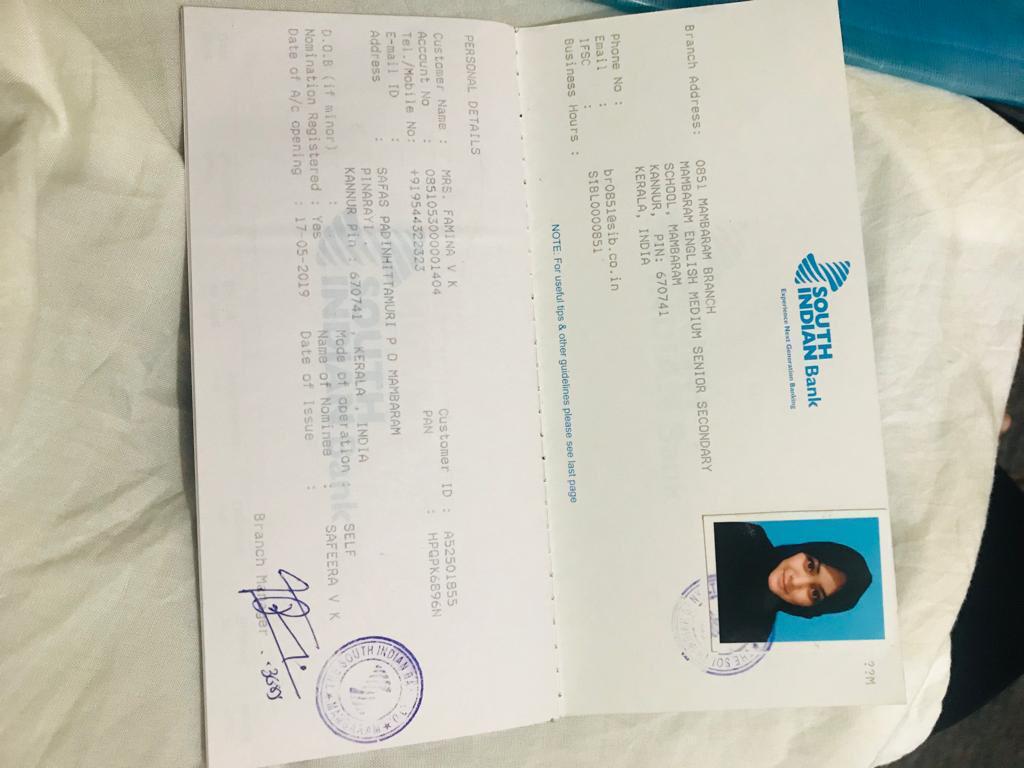 SOUTH
INDIAN Bank
Experience Next Generation Banking
??M
Branch Address: 0851 MAMBARAM BRANCH
MAMBARAM ENGLISH MEDIUM SENIOR SECONDARY
SCHOOL, MAMBARAM
KANNUR, PIN: 670741
KERALA, INDIA
Phone No :
Email : br0851@sib.co.in
IFSC : SIBL0000851
Business Hours :
NOTE: For useful tips & other guidelines please see last page
PERSONAL DETAILS
Customer Name : MRS. FAMINA V K Customer ID : A52501855
Account No : 0851053000001404 PAN : HPQPK6896N
Tel./Mobile No: +919544322323
E-mail ID :
Address : SAFAS PADINHITTAMURI P O MAMBARAM
PINARAYI ,
KANNUR Pin : 670741 , KERALA , INDIA
D.O.B (if minor) : Mode of operation : SELF
Nomination Registered : Yes Name of Nominee : SAFEERA V K
Date of A/c opening : 17-05-2019 Date of Issue :
Branch Manager
THE SOUTH INDIAN BANK LTD
MAMBARAM